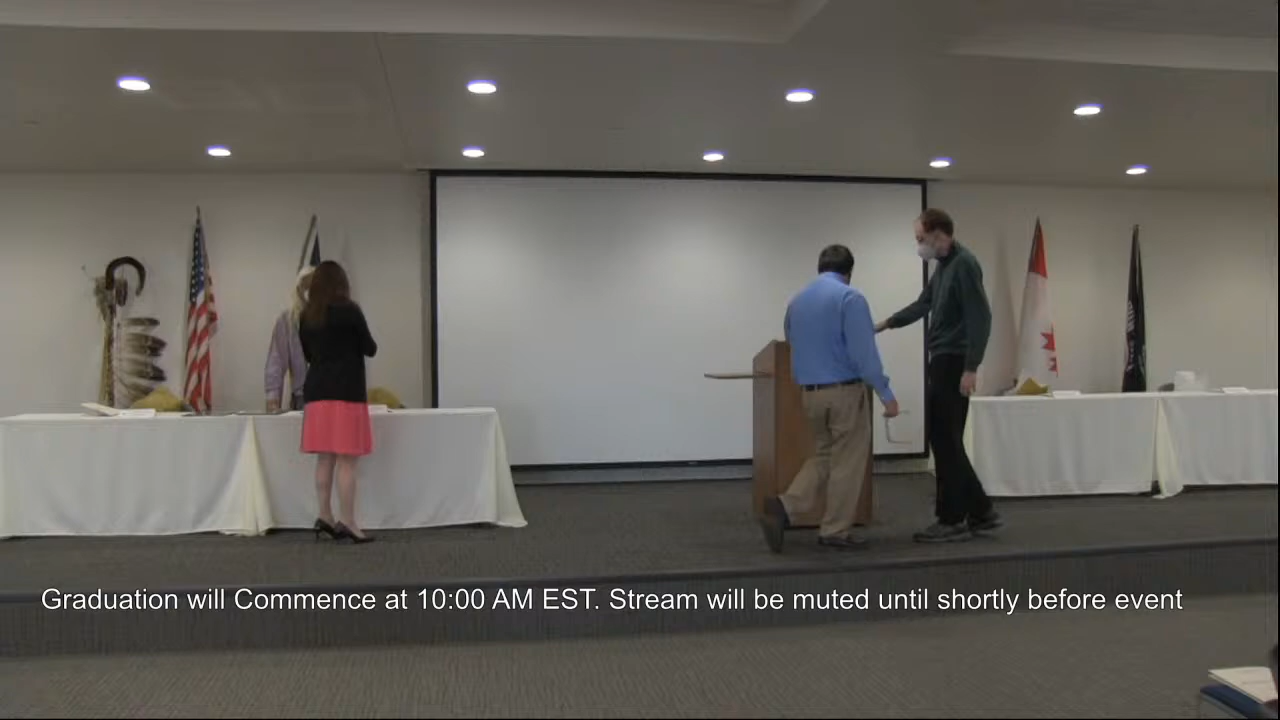 Graduation will Commence at 10:00 AM EST. Stream will be muted until shortly before event